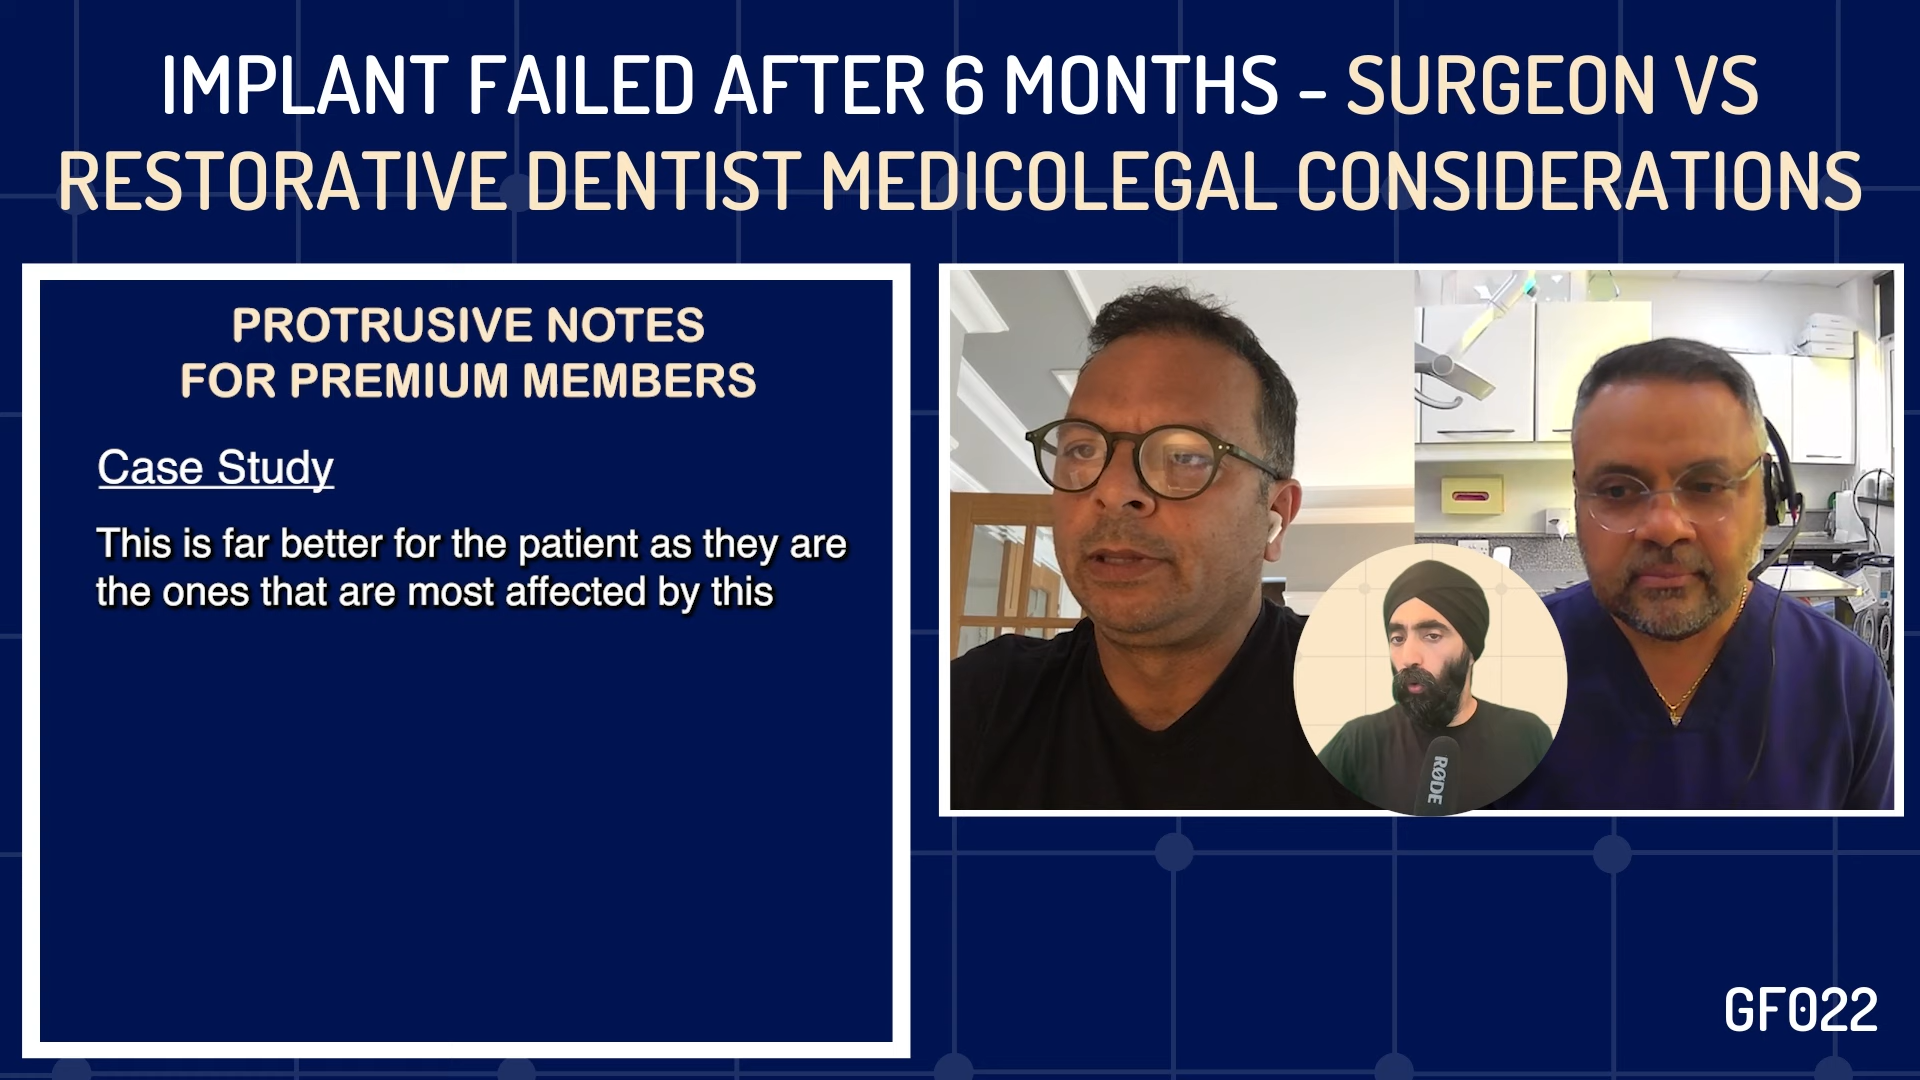 IMPLANT FAILED AFTER 6 MONTHS - SURGEON VS
RESTORATIVE DENTIST MEDICOLEGAL CONSIDERATIONS
PROTRUSIVE NOTES
FOR PREMIUM MEMBERS
Case Study
This is far better for the patient as they are
the ones that are most affected by this
RØDE
GF022